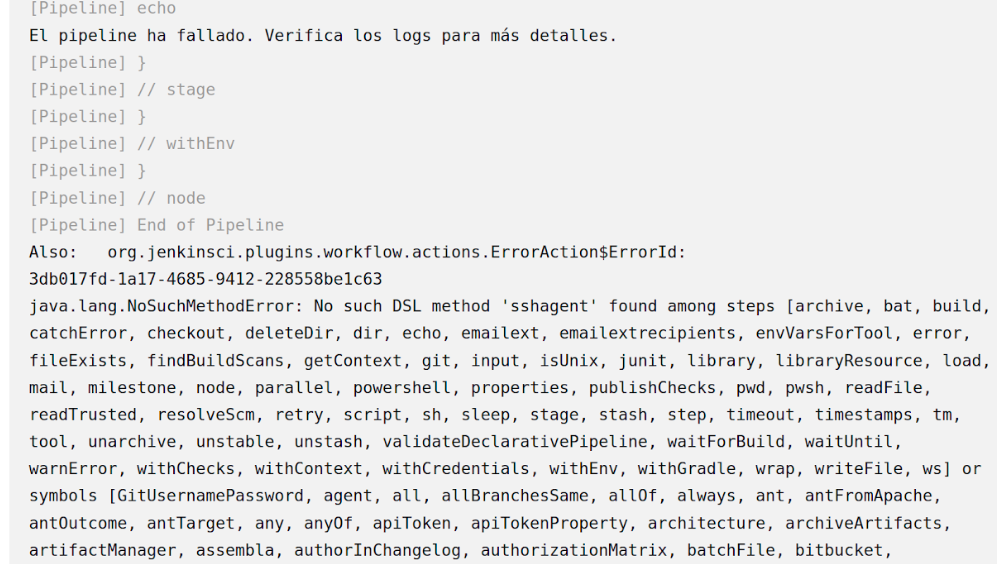 [Pipeline] echo
El pipeline ha fallado. Verifica los logs para más detalles.
[Pipeline] }
[Pipeline] // stage
[Pipeline] }
[Pipeline] // withEnv
[Pipeline] }
[Pipeline] // node
[Pipeline] End of Pipeline
Also:   org.jenkinsci.plugins.workflow.actions.ErrorAction$ErrorId:
3db017fd-1a17-4685-9412-228558be1c63
java.lang.NoSuchMethodError: No such DSL method 'sshagent' found among steps [archive, bat, build,
catchError, checkout, deleteDir, dir, echo, emailext, emailextrecipients, envVarsForTool, error,
fileExists, findBuildScans, getContext, git, input, isUnix, junit, library, libraryResource, load,
mail, milestone, node, parallel, powershell, properties, publishChecks, pwd, pwsh, readFile,
readTrusted, resolveScm, retry, script, sh, sleep, stage, stash, step, timeout, timestamps, tm,
tool, unarchive, unstable, unstash, validateDeclarativePipeline, waitForBuild, waitUntil,
warnError, withChecks, withContext, withCredentials, withEnv, withGradle, wrap, writeFile, ws] or
symbols [GitUsernamePassword, agent, all, allBranchesSame, allOf, always, ant, antFromApache,
antOutcome, antTarget, any, anyOf, apiToken, apiTokenProperty, architecture, archiveArtifacts,
artifactManager, assembla, authorInChangelog, authorizationMatrix, batchFile, bitbucket,